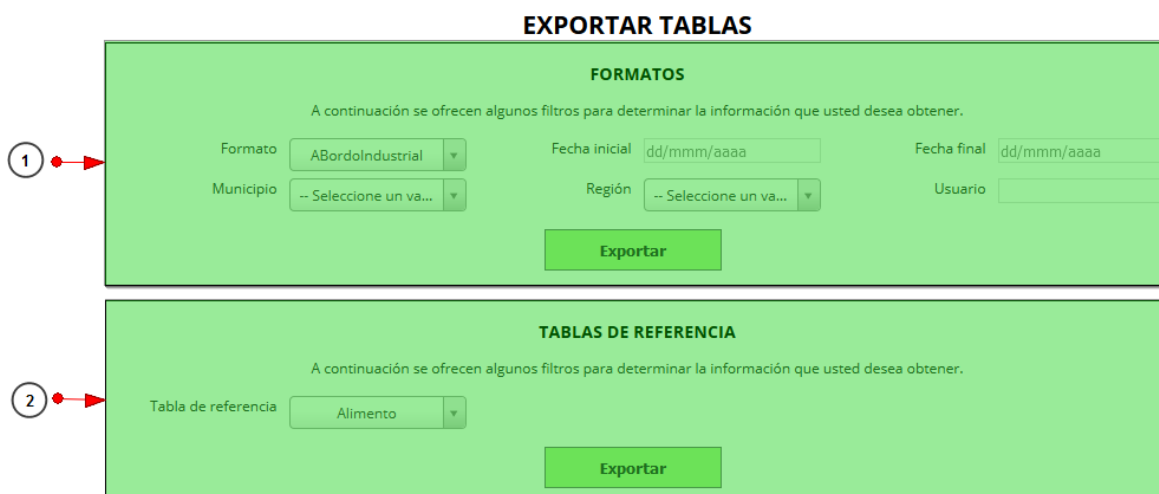 EXPORTAR TABLAS
FORMATOS
A continuación se ofrecen algunos filtros para determinar la información que usted desea obtener.
1
Formato ABordoIndustrial Fecha inicial dd/mmm/aaaa Fecha final dd/mmm/aaaa
Municipio -- Seleccione un va... Región -- Seleccione un va... Usuario
Exportar
TABLAS DE REFERENCIA
A continuación se ofrecen algunos filtros para determinar la información que usted desea obtener.
2
Tabla de referencia Alimento
Exportar